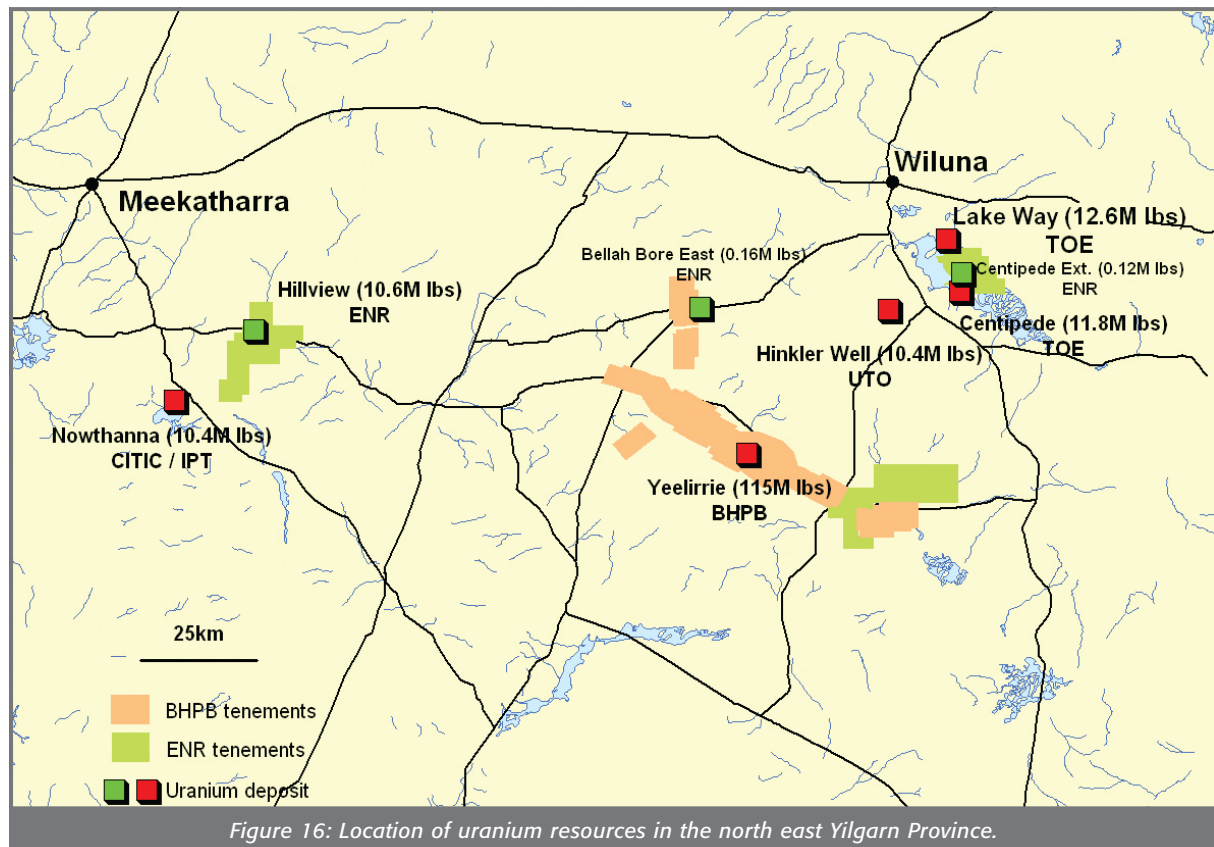 Meekatharra
Wiluna
Lake Way (12.6M lbs)
TOE
Bellah Bore East (0.16M lbs)
ENR
Centipede Ext. (0.12M lbs)
ENR
Hillview (10.6M lbs)
ENR
Centipede (11.8M lbs)
TOE
Hinkler Well (10.4M lbs)
UTO
Nowthanna (10.4M lbs)
CITIC / IPT
Yeelirrie (115M lbs)
BHPB
25km
BHPB tenements
ENR tenements
Uranium deposit
Figure 16: Location of uranium resources in the north east Yilgarn Province.